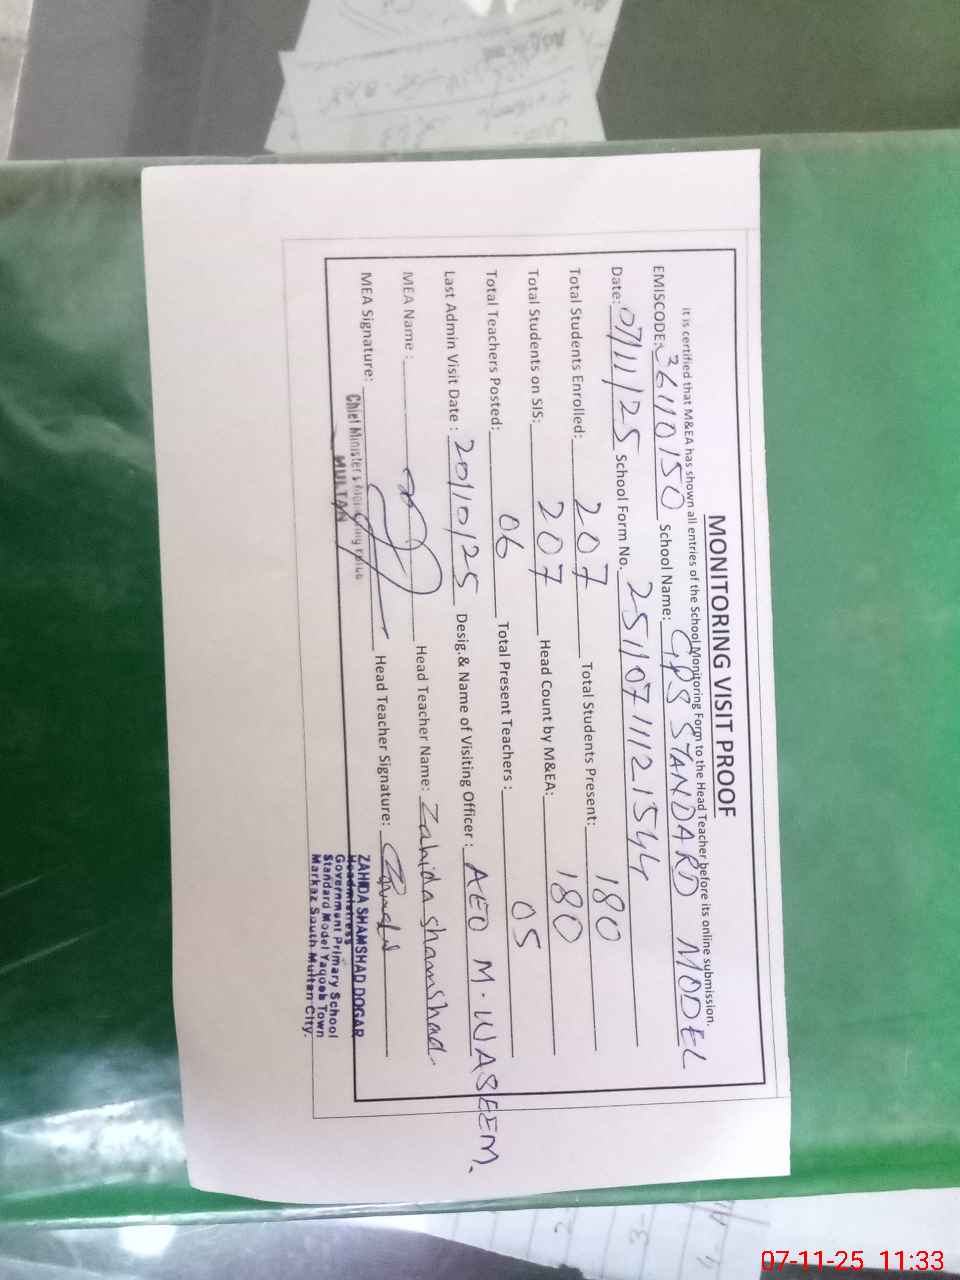 MONITORING VISIT PROOF
It is certified that M&EA has shown all entries of the School Monitoring Form to the Head Teacher before its online submission.
EMISCODE: 36110150 School Name: GPS STANDARD MODEL
Date: 07/11/25 School Form No. 251107111121544
Total Students Enrolled: 207 Total Students Present: 180
Total Students on SIS: 207 Head Count by M&EA: 180
Total Teachers Posted: 06 Total Present Teachers : 05
Last Admin Visit Date : 20/10/25 Desig.& Name of Visiting Officer : AEO M. WASEEM.
MEA Name : Head Teacher Name: Zahida Shamshad.
MEA Signature: Head Teacher Signature:
Chief Minister's
MULTAN
ZAHIDA SHAMSHAD DOGAR
Headmistress
Government Primary School
Standard Model Yaqoob Town
Markaz South Multan City.
07-11-25 11:33